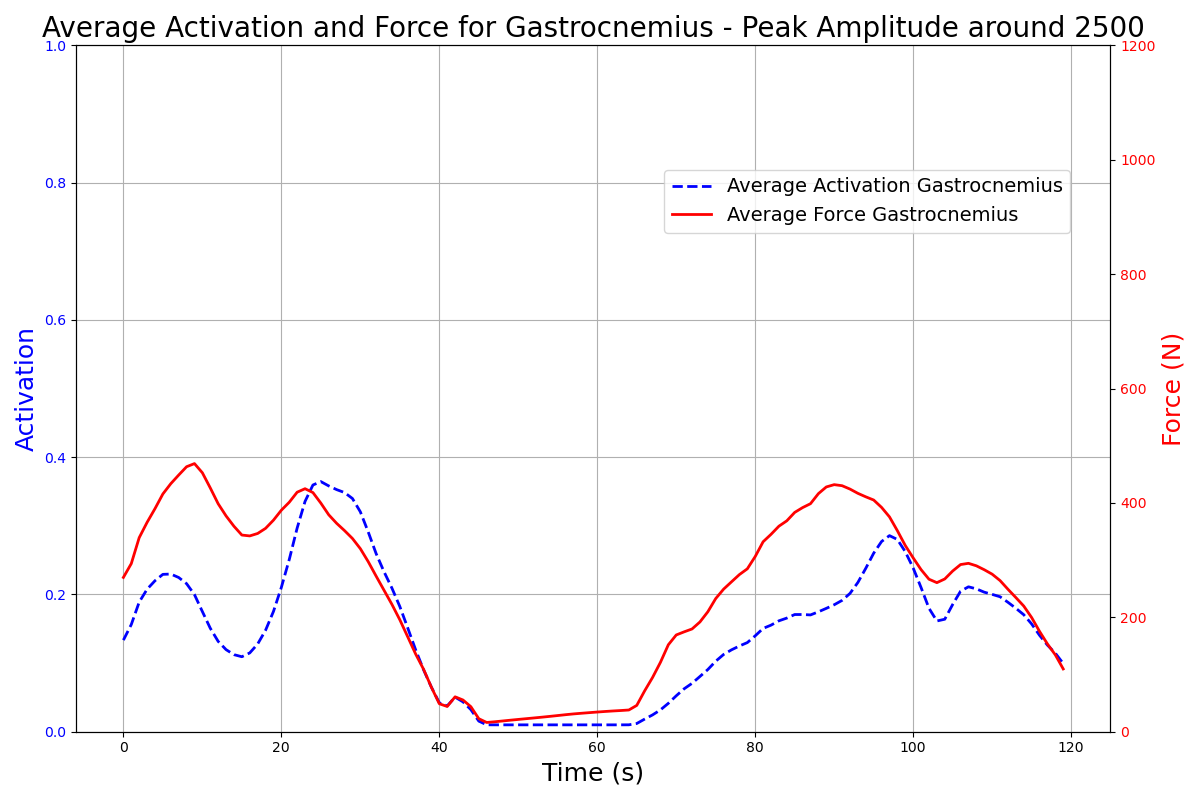 Average Activation and Force for Gastrocnemius - Peak Amplitude around 2500
1.0
0.8
0.6
0.4
0.2
0.0
Activation
Average Activation Gastrocnemius
Average Force Gastrocnemius
1200
1000
800
600
400
200
0
Force (N)
0 20 40 60 80 100 120
Time (s)